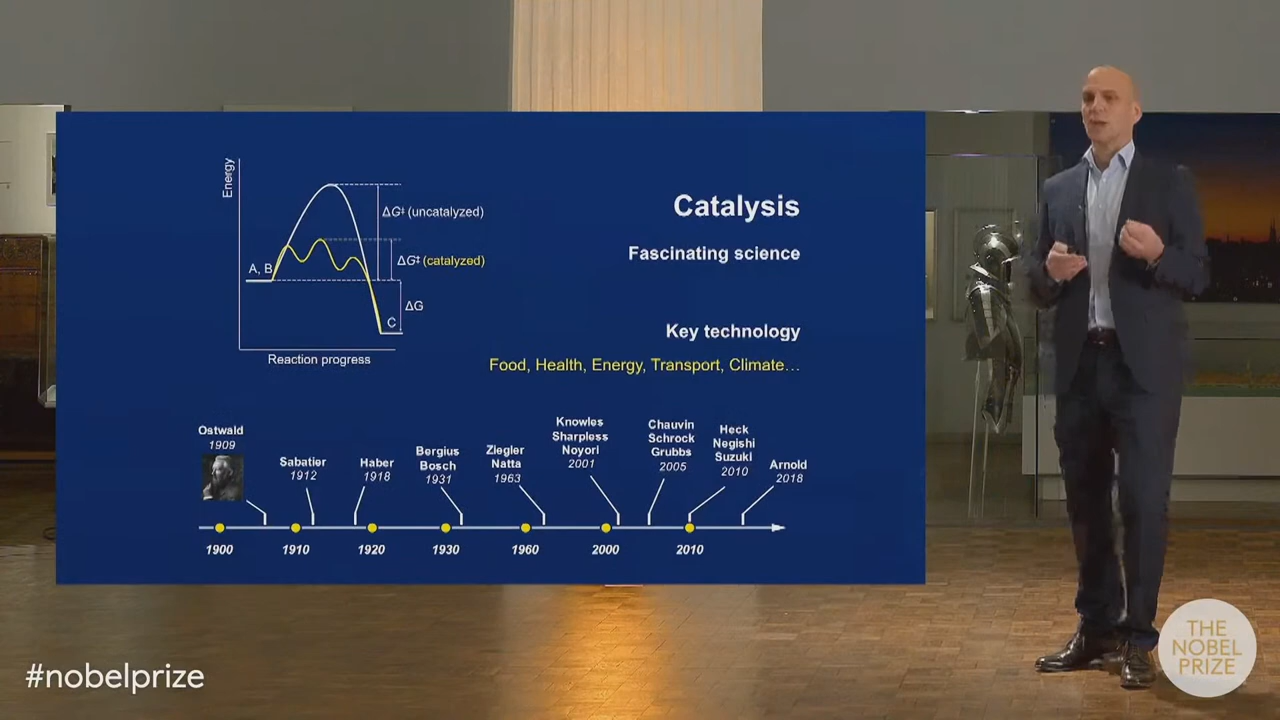 Energy
ΔG‡ (uncatalyzed)
ΔG‡ (catalyzed)
A, B
ΔG
C
Reaction progress
Catalysis
Fascinating science
Key technology
Food, Health, Energy, Transport, Climate…
Ostwald
1909
Sabatier
1912
Haber
1918
Bergius
Bosch
1931
Ziegler
Natta
1963
Knowles
Sharpless
Noyori
2001
Chauvin
Schrock
Grubbs
2005
Heck
Negishi
Suzuki
2010
Arnold
2018
1900
1910
1920
1930
1960
2000
2010
#nobelprize
THE
NOBEL
PRIZE